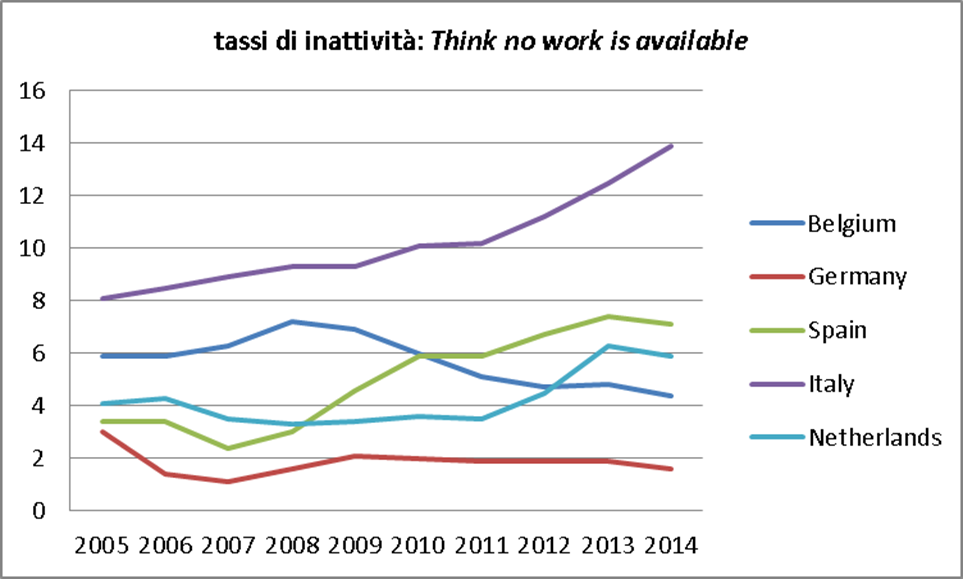 tassi di inattività: Think no work is available
16
14
12
10
8
6
4
2
0
2005 2006 2007 2008 2009 2010 2011 2012 2013 2014
Belgium
Germany
Spain
Italy
Netherlands